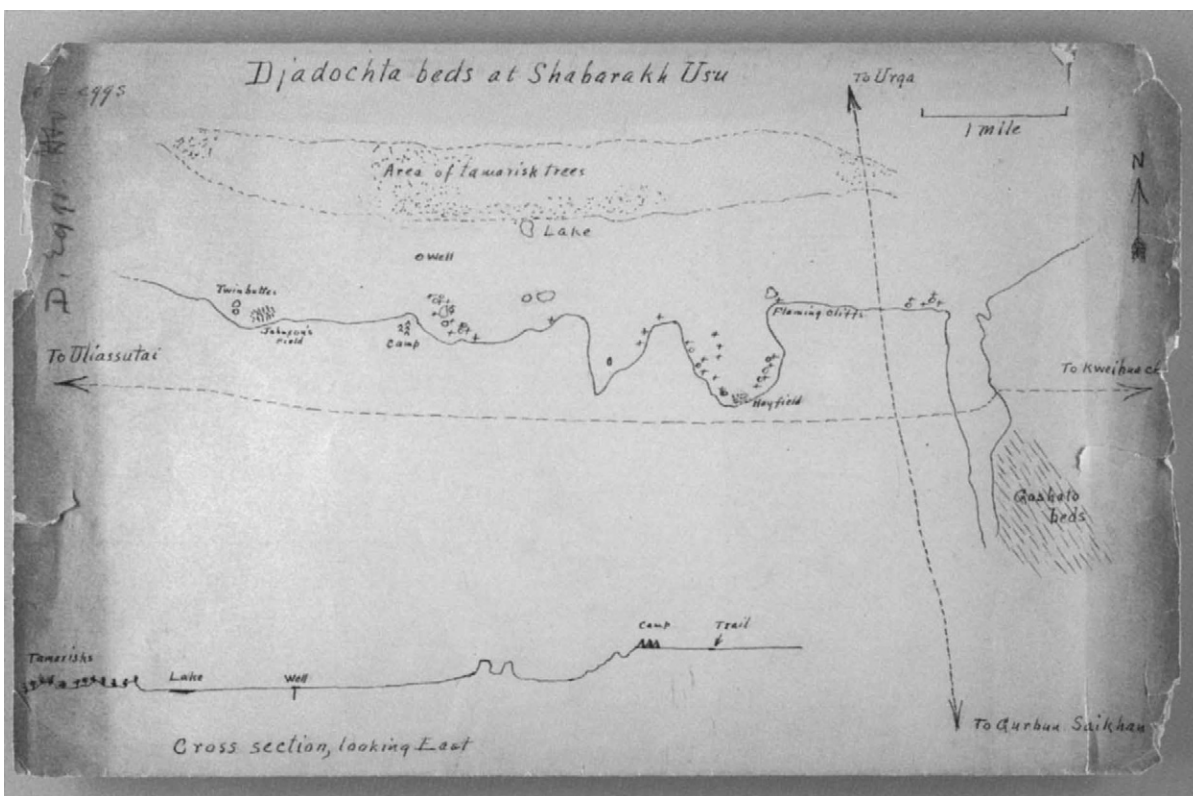 Djadochta beds at Shabarakh Usu
= eggs
To Urga
1 mile
N
Area of tamarisk trees
Lake
Well
Twin buttes
Johnson's
Field
Camp
Flaming Cliffs
To Uliassutai
To Kweihua
Hayfield
Gashato
beds
Camp
Trail
Tamarisks
Lake
Well
To Gurbun Saikhan
Cross section, looking East